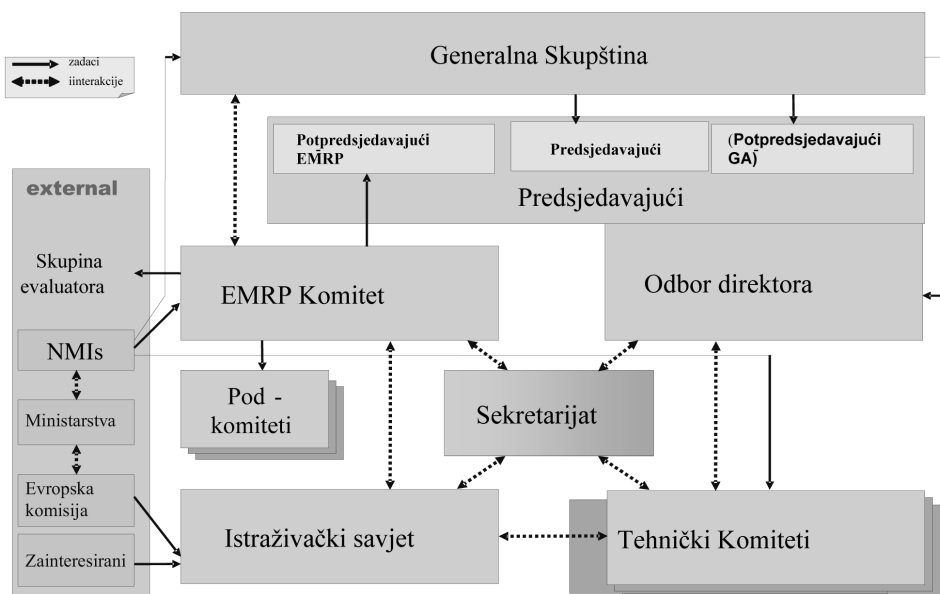 Generalna Skupština
zadaci
iinterakcije
Potpredsjedavajući
EMRP
Predsjedavajući
(Potpredsjedavajući
GA)
Predsjedavajući
external
Skupina
evaluatora
EMRP Komitet
Odbor direktora
NMIs
Pod -
komiteti
Sekretarijat
Ministarstva
Evropska
komisija
Istraživački savjet
Tehnički Komiteti
Zainteresirani